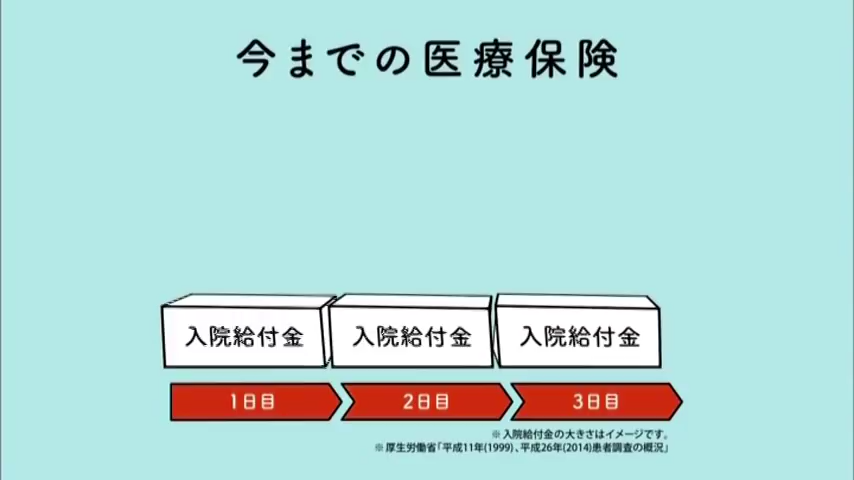 今までの医療保険
入院給付金 入院給付金 入院給付金
1日目 2日目 3日目
※入院給付金の大きさはイメージです。
※厚生労働省「平成11年(1999)、平成26年(2014)患者調査の概況」